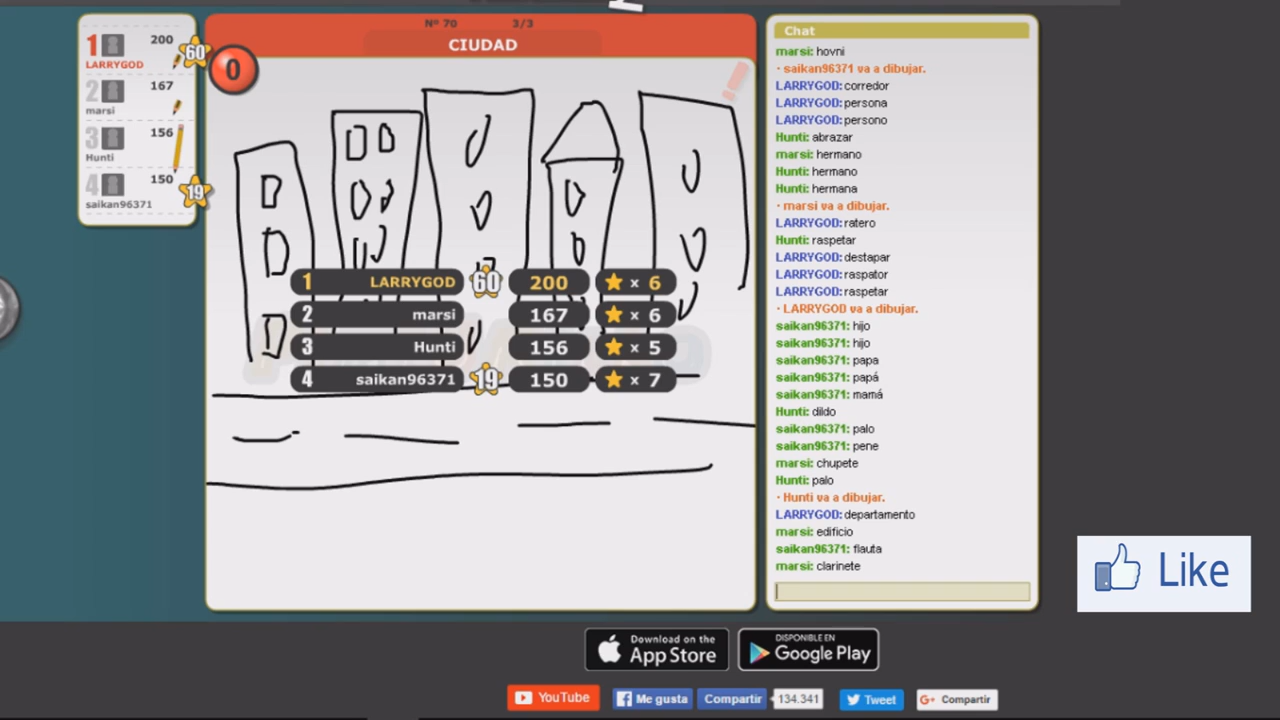 1
200
60
LARRYGOD
2
167
marsi
3
156
Hunti
4
150
19
saikan96371
Nº 70
3/3
CIUDAD
0
1 LARRYGOD 60 200 x 6
2 marsi 167 x 6
3 Hunti 156 x 5
4 saikan96371 19 150 x 7
Chat
marsi: hovni
· saikan96371 va a dibujar.
LARRYGOD: corredor
LARRYGOD: persona
LARRYGOD: persono
Hunti: abrazar
marsi: hermano
Hunti: hermano
Hunti: hermana
· marsi va a dibujar.
LARRYGOD: ratero
Hunti: raspetar
LARRYGOD: destapar
LARRYGOD: raspator
LARRYGOD: raspetar
· LARRYGOD va a dibujar.
saikan96371: hijo
saikan96371: hijo
saikan96371: papa
saikan96371: papá
saikan96371: mamá
Hunti: dildo
saikan96371: palo
saikan96371: pene
marsi: chupete
Hunti: palo
· Hunti va a dibujar.
LARRYGOD: departamento
marsi: edificio
saikan96371: flauta
marsi: clarinete
Like
Download on the
App Store
DISPONIBLE EN
Google Play
YouTube
Me gusta
Compartir
134.341
Tweet
G+ Compartir